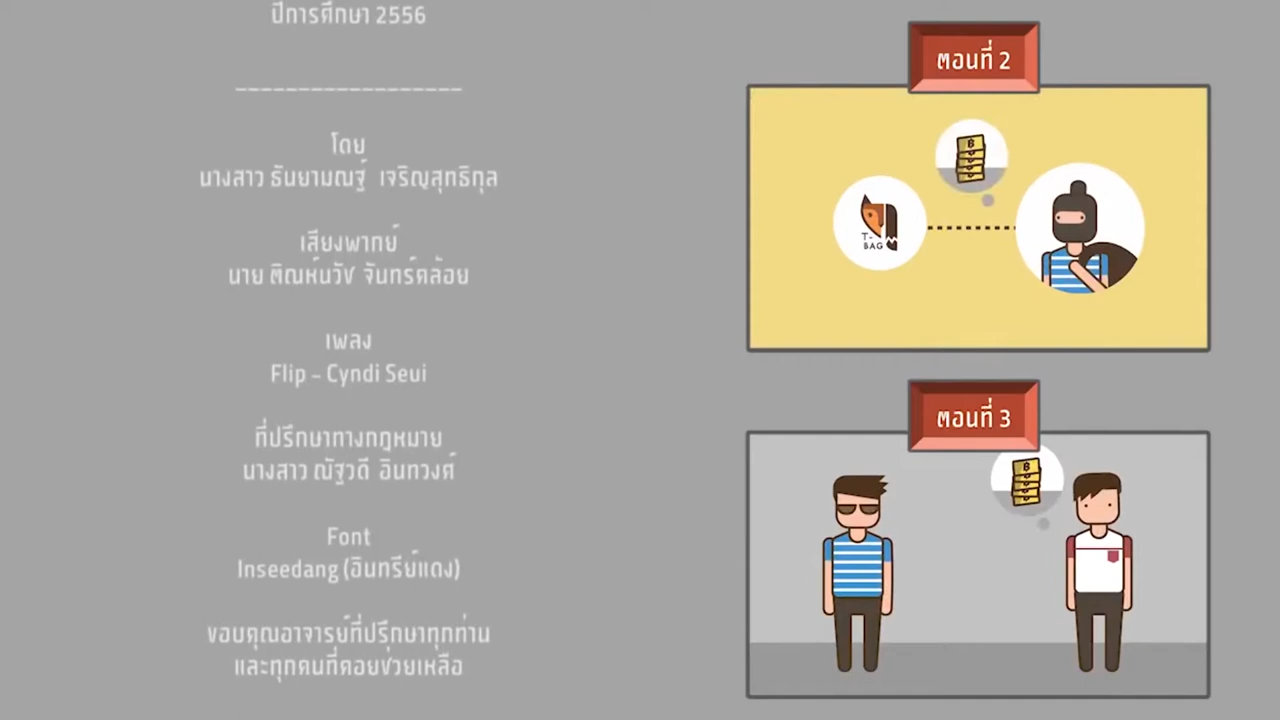 ปีการศึกษา 2556
___________________
โดย
นางสาว ธันยามณฐ์ เจริญสุทธิกุล
เสียงพากย์
นาย ติณห์นวัช จันทร์คล้อย
เพลง
Flip - Cyndi Seui
ที่ปรึกษาทางกฎหมาย
นางสาว ณัฐวดี อินทวงศ์
Font
Inseedang (อินทรีย์แดง)
ขอบคุณอาจารย์ที่ปรึกษาทุกท่าน
และทุกคนที่คอยช่วยเหลือ
ตอนที่ 2
T-
BAG
ตอนที่ 3